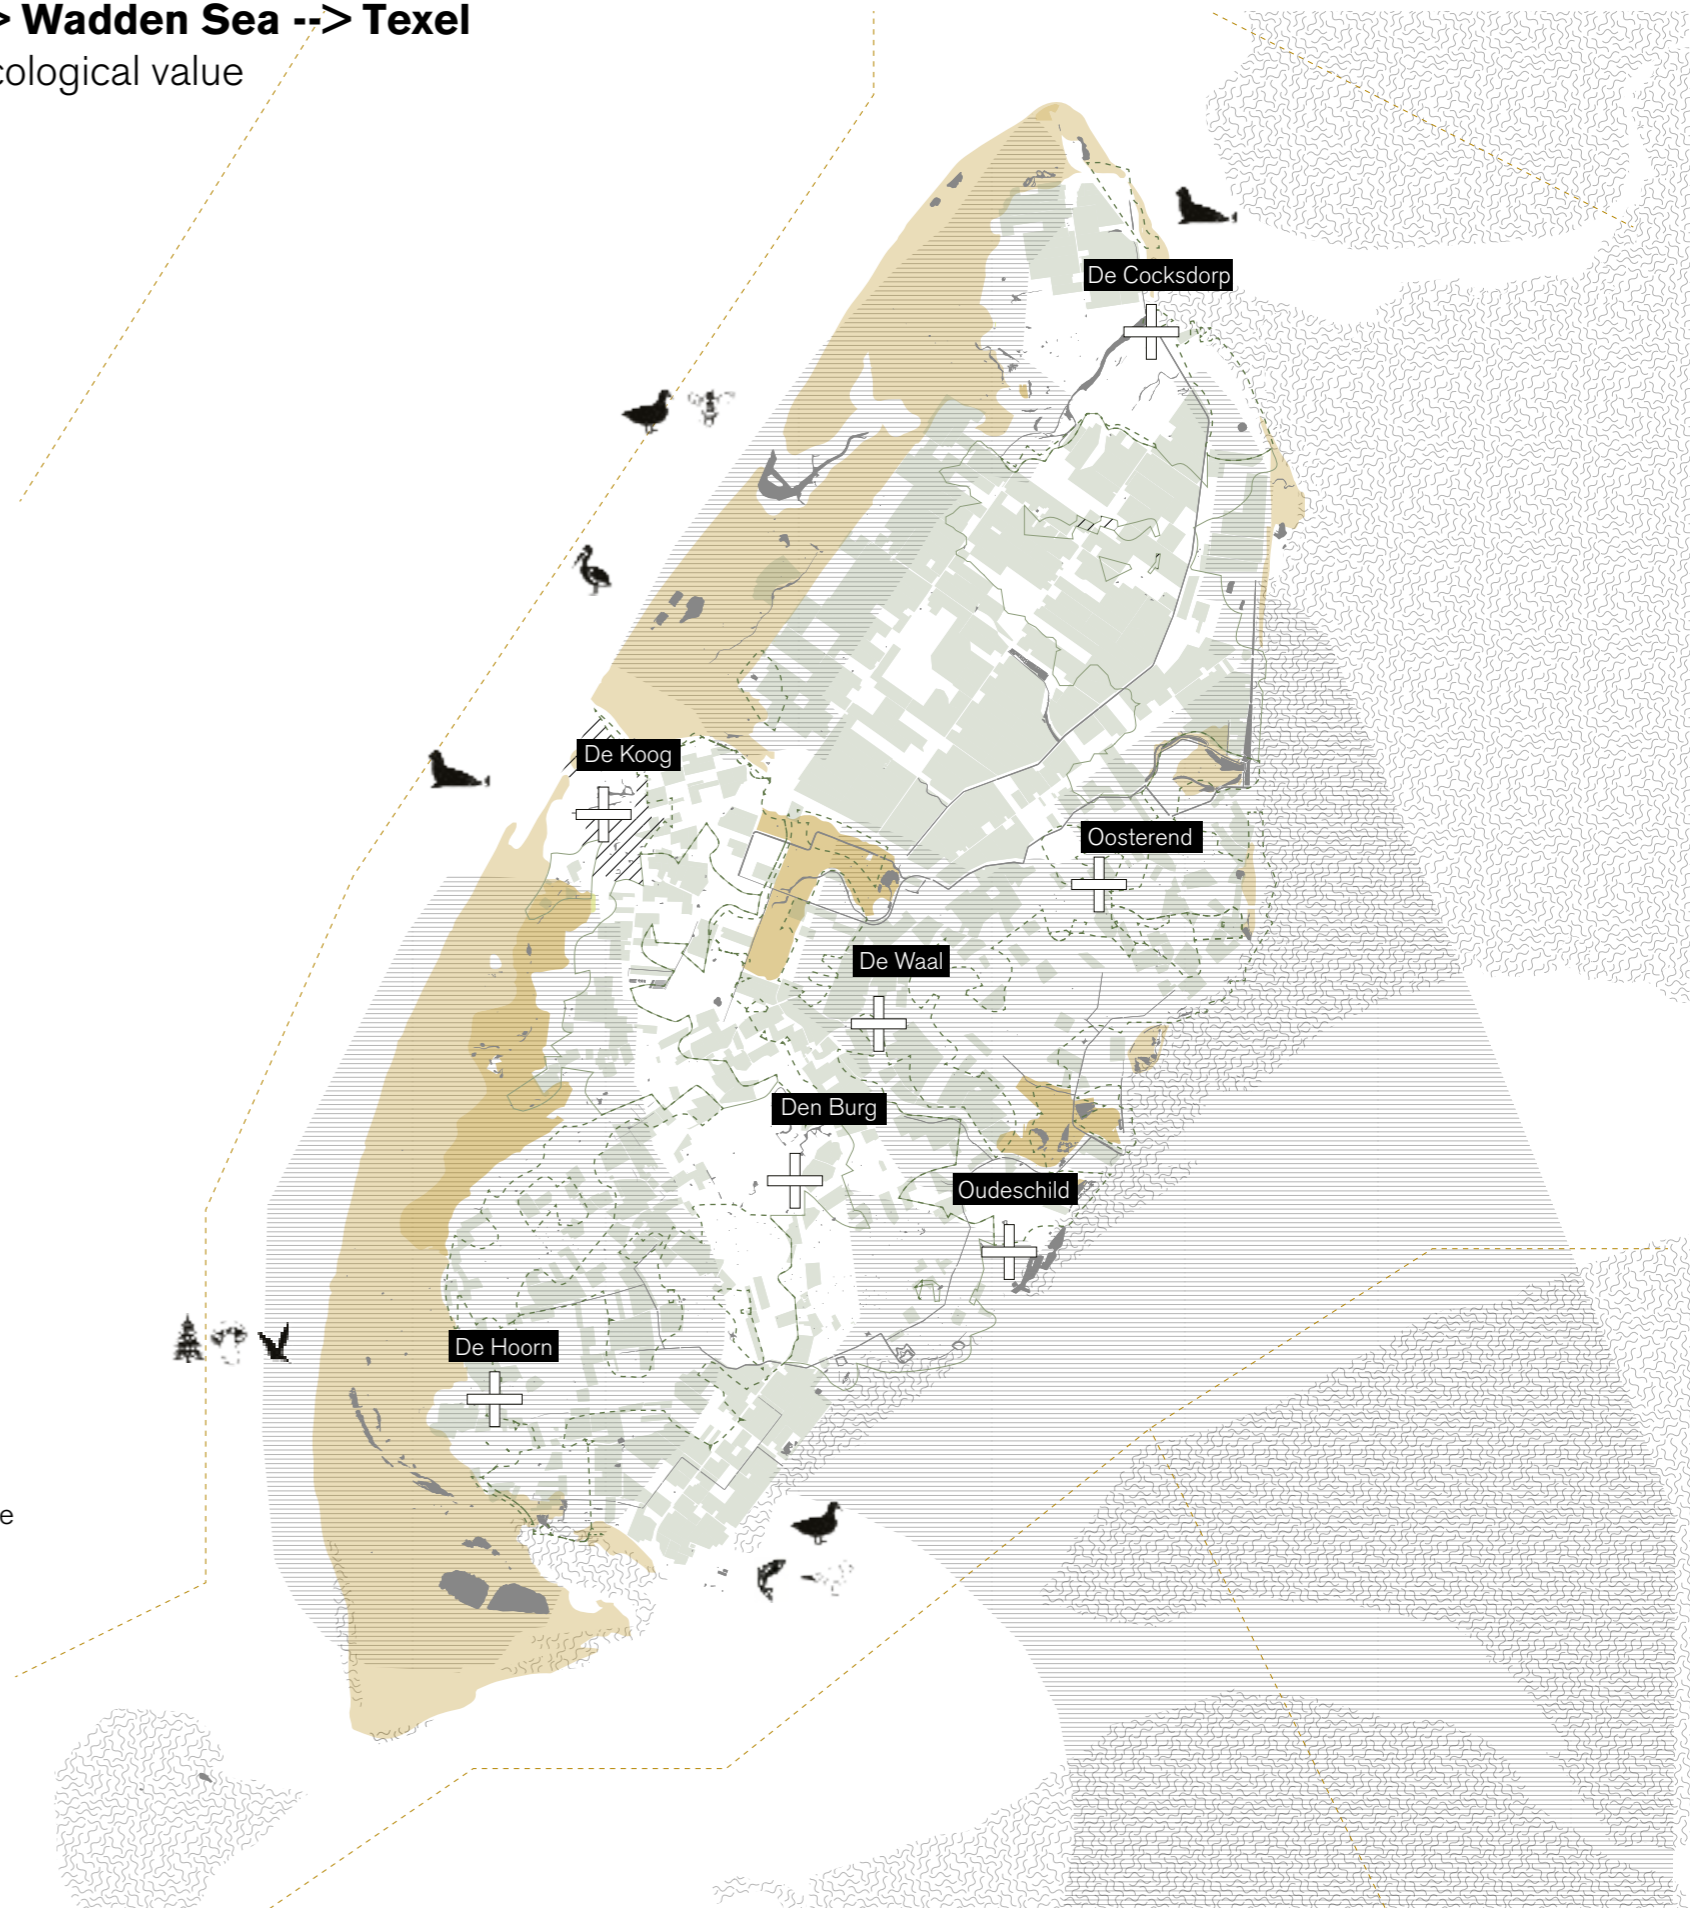 > Wadden Sea --> Texel
cological value
De Cocksdorp
De Koog
Oosterend
De Waal
Den Burg
Oudeschild
De Hoorn
e